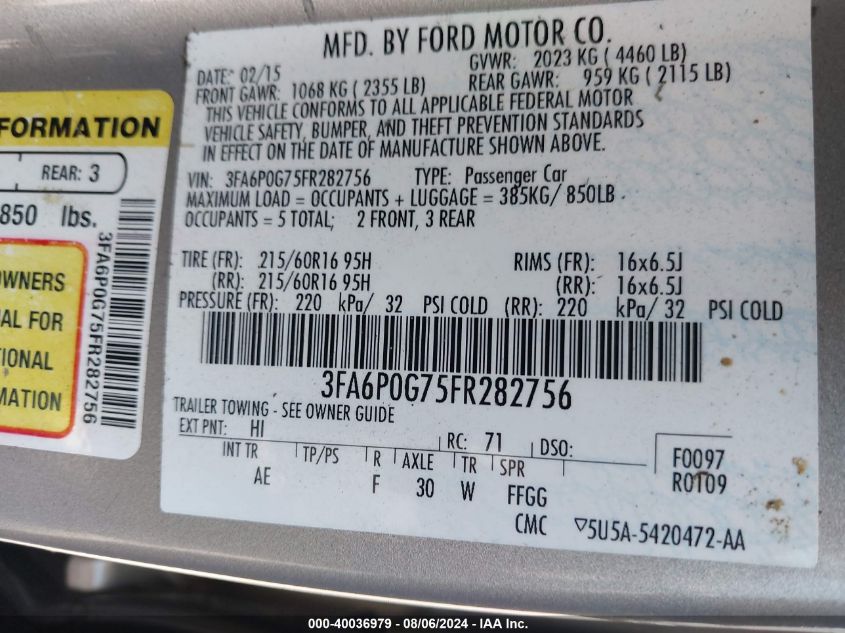 MFD. BY FORD MOTOR CO.
DATE: 02/15 GVWR: 2023 KG ( 4460 LB)
FRONT GAWR: 1068 KG ( 2355 LB) REAR GAWR: 959 KG ( 2115 LB)
THIS VEHICLE CONFORMS TO ALL APPLICABLE FEDERAL MOTOR
VEHICLE SAFETY, BUMPER, AND THEFT PREVENTION STANDARDS
IN EFFECT ON THE DATE OF MANUFACTURE SHOWN ABOVE.
VIN: 3FA6P0G75FR282756 TYPE: Passenger Car
MAXIMUM LOAD = OCCUPANTS + LUGGAGE = 385KG/ 850LB
OCCUPANTS = 5 TOTAL; 2 FRONT, 3 REAR
TIRE (FR): 215/60R16 95H RIMS (FR): 16x6.5J
(RR): 215/60R16 95H (RR): 16x6.5J
PRESSURE (FR): 220 kPa/ 32 PSI COLD (RR): 220 kPa/ 32 PSI COLD
3FA6P0G75FR282756
TRAILER TOWING - SEE OWNER GUIDE
EXT PNT: HI RC: 71 DSO: F0097
INT TR TP/PS R AXLE TR SPR R0109
AE F 30 W FFGG
CMC ▽5U5A-5420472-AA
FORMATION
REAR: 3
850 lbs.
OWNERS
AL FOR
TIONAL
MATION
3FA6P0G75FR282756
000-40036979 - 08/06/2024 - 1STOPVINS.COM.